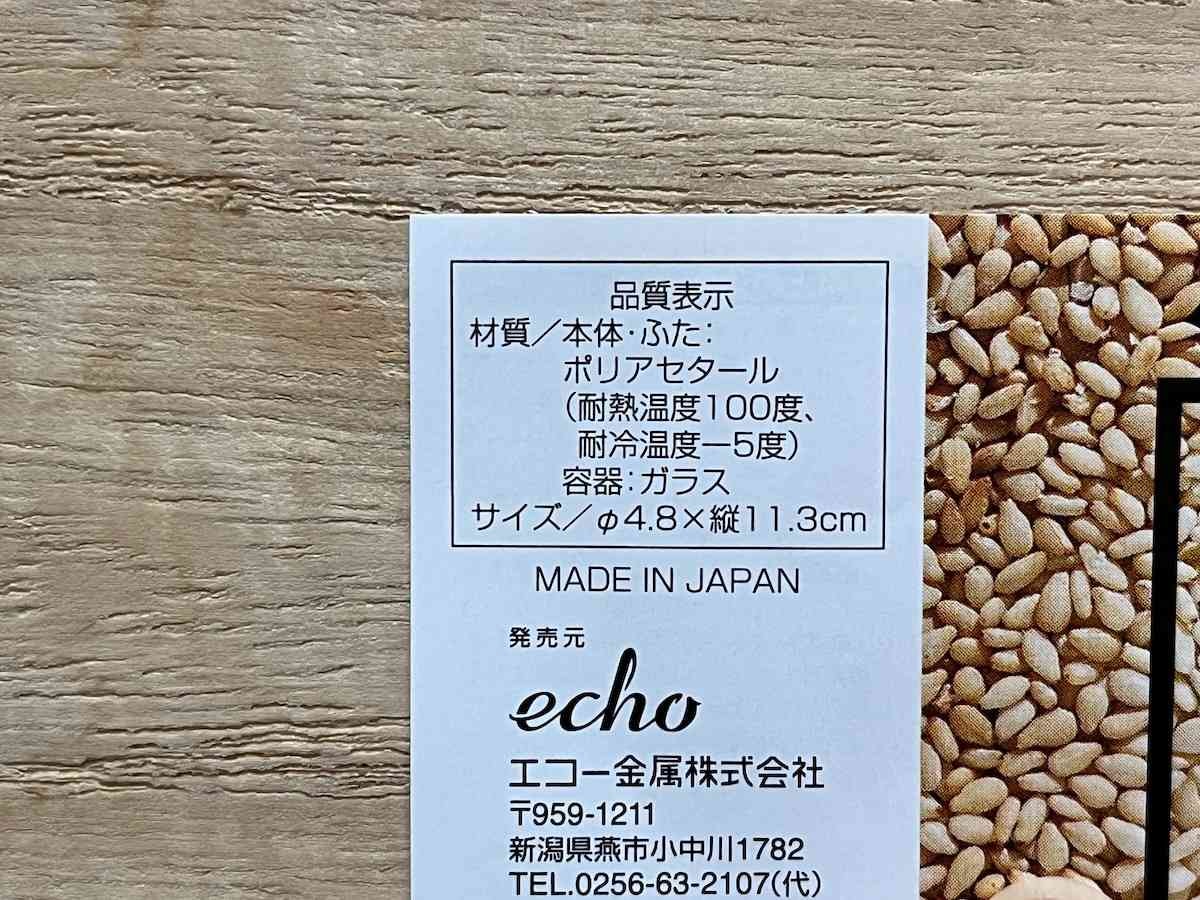 品質表示
材質／本体・ふた：
ポリアセタール
（耐熱温度100度、
耐冷温度－5度）
容器：ガラス
サイズ／φ4.8×縦11.3cm
MADE IN JAPAN
発売元
echo
エコー金属株式会社
〒959-1211
新潟県燕市小中川1782
TEL.0256-63-2107(代)